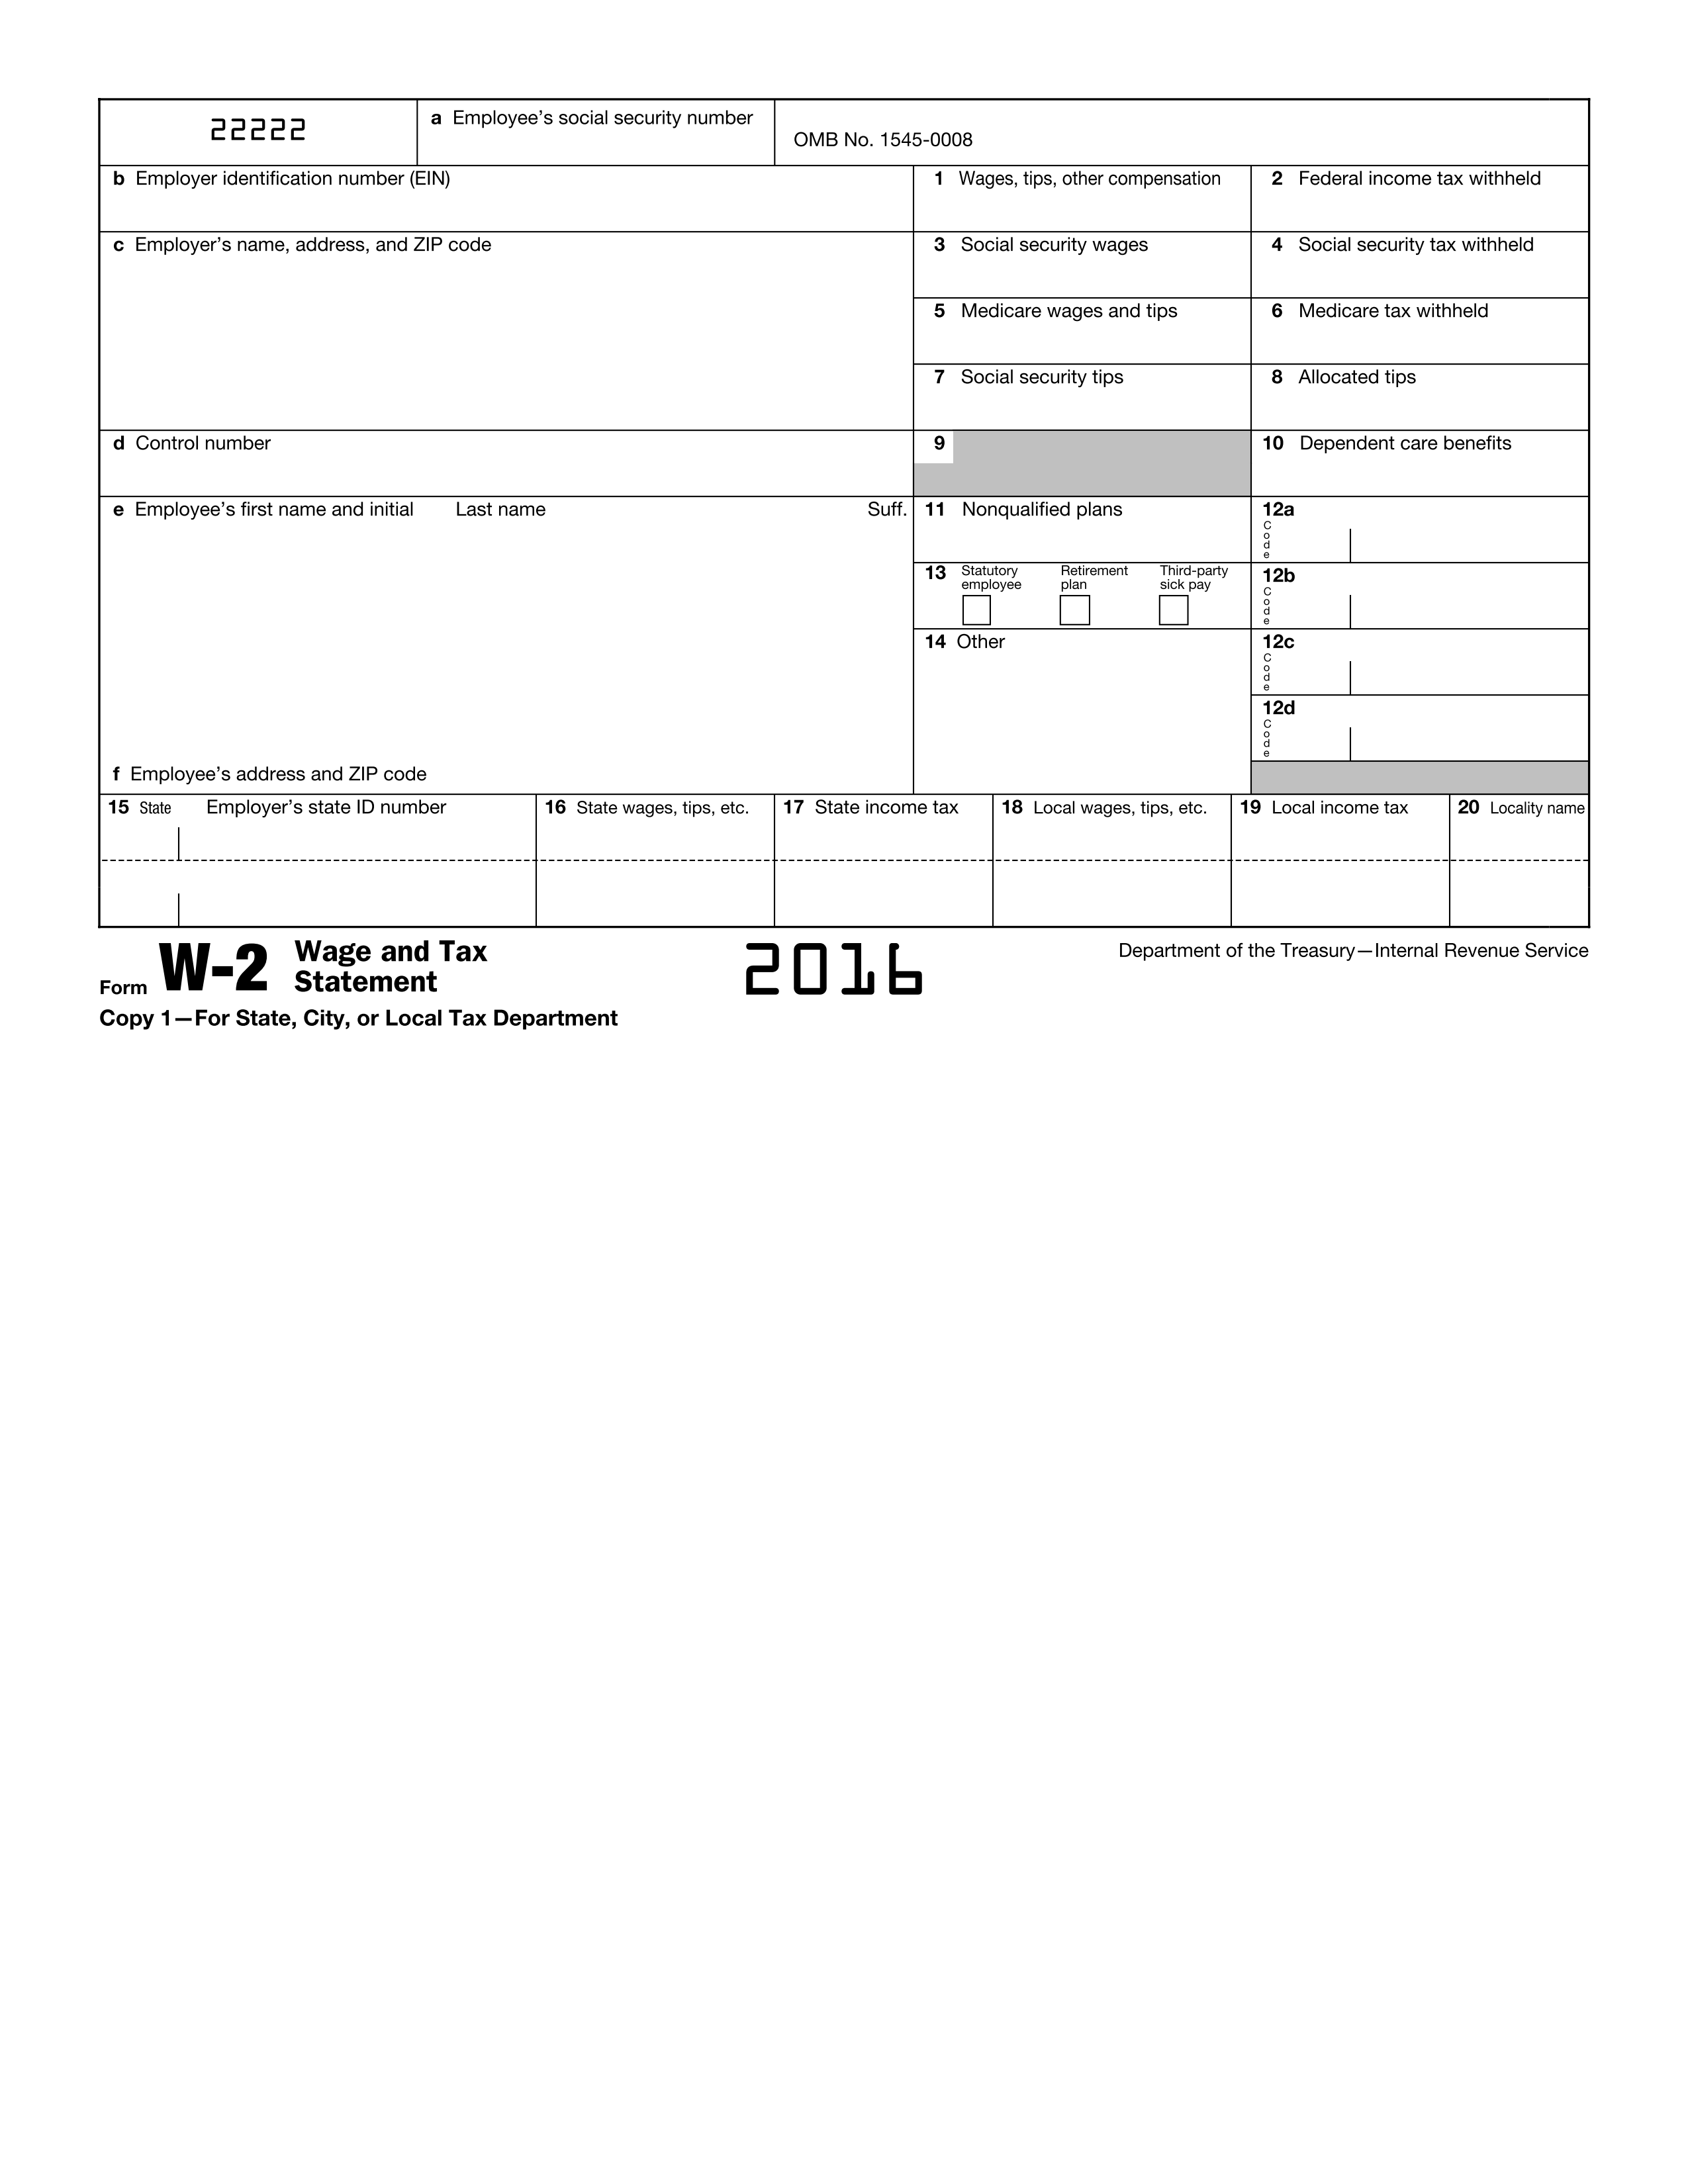 22222
a Employee's social security number
OMB No. 1545-0008
b Employer identification number (EIN)
1 Wages, tips, other compensation
2 Federal income tax withheld
c Employer's name, address, and ZIP code
3 Social security wages
4 Social security tax withheld
5 Medicare wages and tips
6 Medicare tax withheld
7 Social security tips
8 Allocated tips
d Control number
9
10 Dependent care benefits
e Employee's first name and initial
Last name
Suff.
11 Nonqualified plans
12a
Code
13 Statutory employee
Retirement plan
Third-party sick pay
12b
Code
14 Other
12c
Code
12d
Code
f Employee's address and ZIP code
15 State
Employer's state ID number
16 State wages, tips, etc.
17 State income tax
18 Local wages, tips, etc.
19 Local income tax
20 Locality name
Form W-2 Wage and Tax Statement
2016
Department of the Treasury—Internal Revenue Service
Copy 1—For State, City, or Local Tax Department